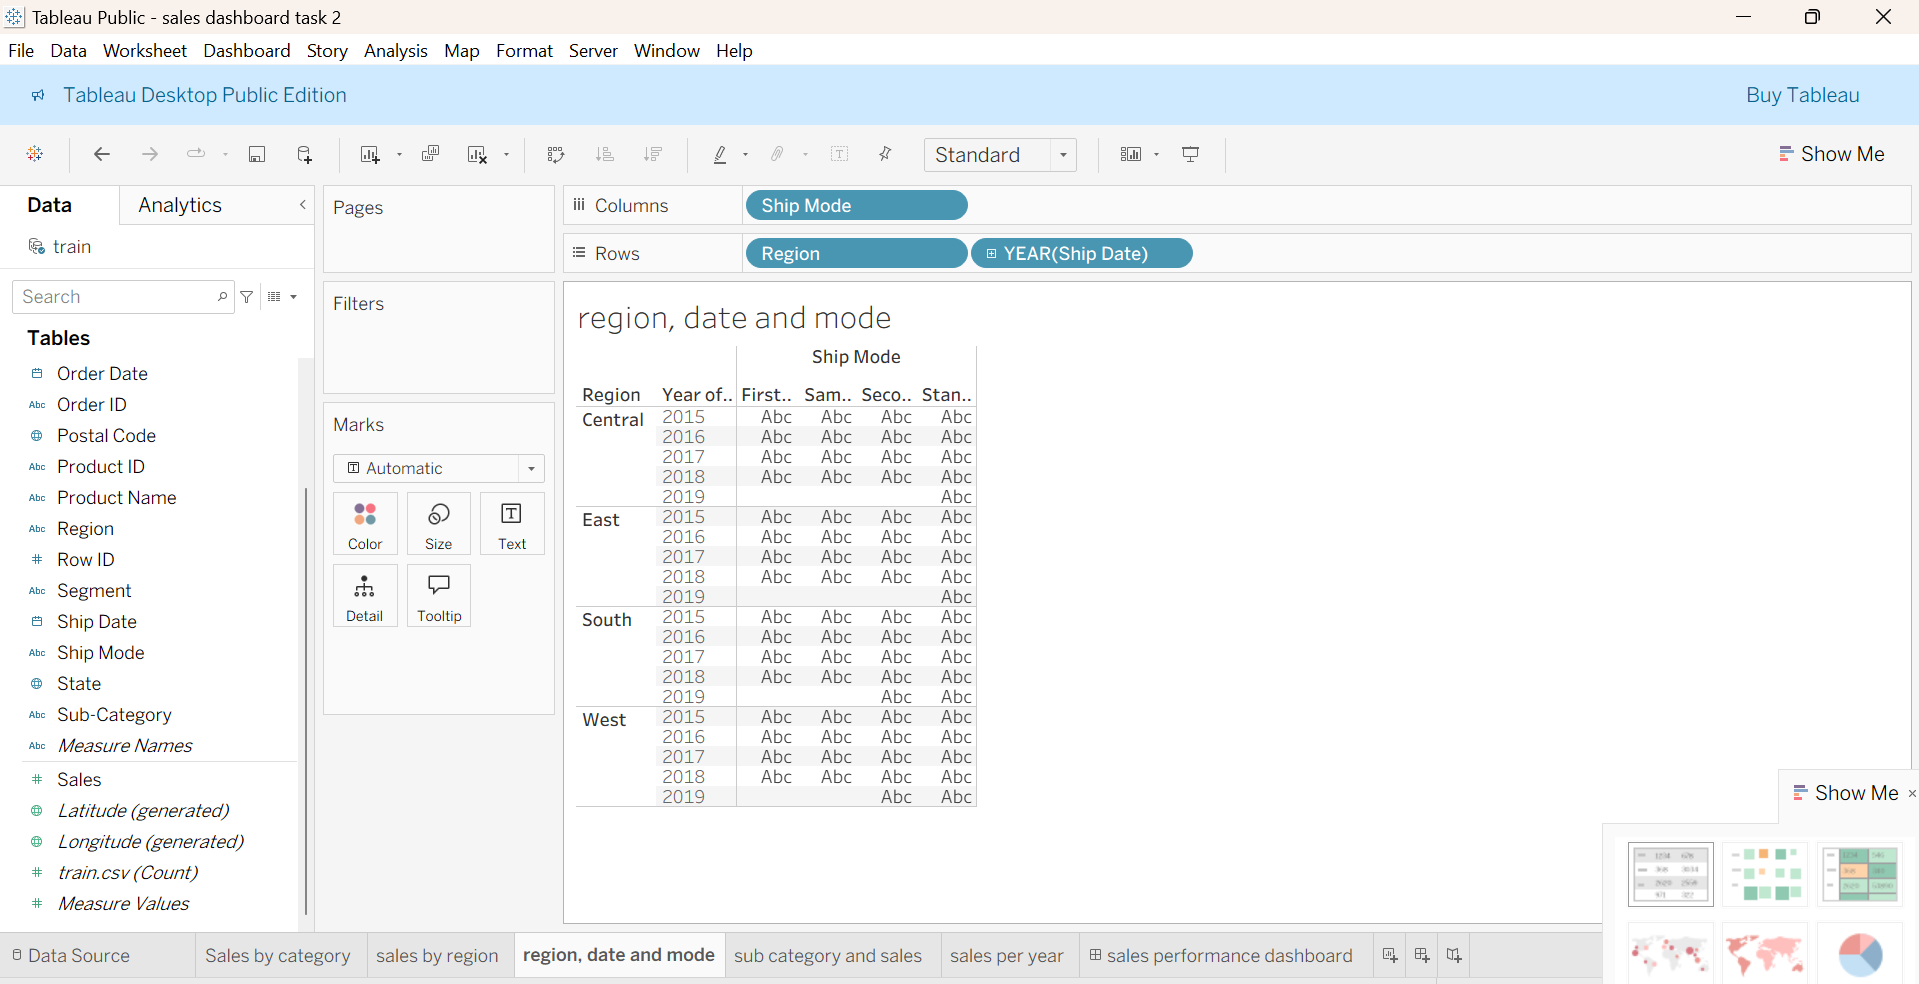 Tableau Public - sales dashboard task 2
File Data Worksheet Dashboard Story Analysis Map Format Server Window Help
Tableau Desktop Public Edition Buy Tableau
Standard Show Me
Data Analytics
train
Search
Tables
Order Date
Abc Order ID
Postal Code
Abc Product ID
Abc Product Name
Abc Region
# Row ID
Abc Segment
Ship Date
Abc Ship Mode
State
Abc Sub-Category
Abc Measure Names
# Sales
Latitude (generated)
Longitude (generated)
# train.csv (Count)
# Measure Values
Pages
Filters
Marks
Automatic
Color Size Text
Detail Tooltip
Columns Ship Mode
Rows Region YEAR(Ship Date)
region, date and mode
Ship Mode
Region Year of.. First.. Sam.. Seco.. Stan..
Central 2015 Abc Abc Abc Abc
2016 Abc Abc Abc Abc
2017 Abc Abc Abc Abc
2018 Abc Abc Abc Abc
2019 Abc
East 2015 Abc Abc Abc Abc
2016 Abc Abc Abc Abc
2017 Abc Abc Abc Abc
2018 Abc Abc Abc Abc
2019 Abc
South 2015 Abc Abc Abc Abc
2016 Abc Abc Abc Abc
2017 Abc Abc Abc Abc
2018 Abc Abc Abc Abc
2019 Abc Abc
West 2015 Abc Abc Abc Abc
2016 Abc Abc Abc Abc
2017 Abc Abc Abc Abc
2018 Abc Abc Abc Abc
2019 Abc Abc
Show Me ×
Data Source Sales by category sales by region region, date and mode sub category and sales sales per year sales performance dashboard